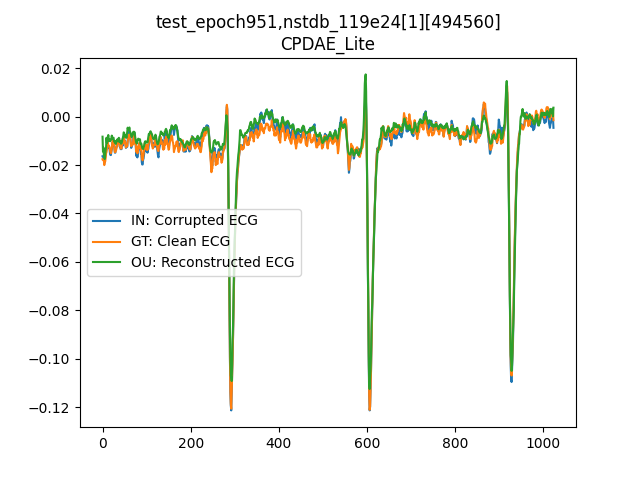 test_epoch951,nstdb_119e24[1][494560]
CPDAE_Lite
0.02
0.00
−0.02
−0.04
−0.06
−0.08
−0.10
−0.12
IN: Corrupted ECG
GT: Clean ECG
OU: Reconstructed ECG
0 200 400 600 800 1000